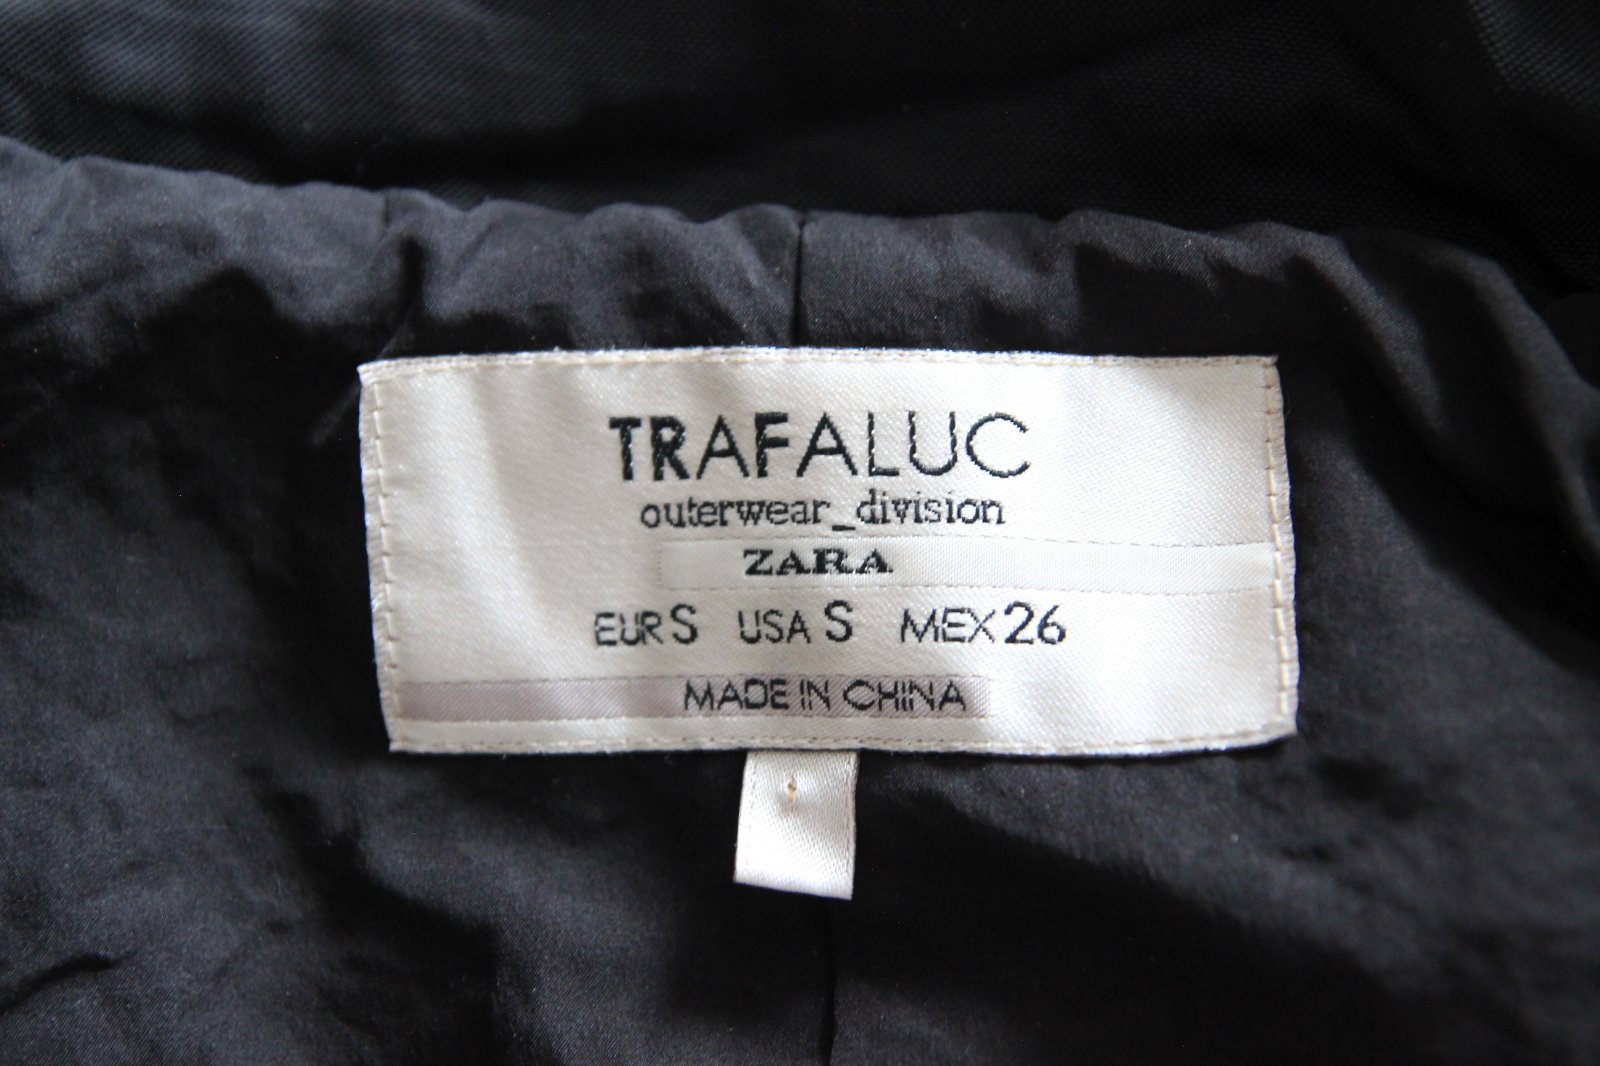 TRAFALUC
outerwear_division
ZARA
EUR S USA S MEX 26
MADE IN CHINA